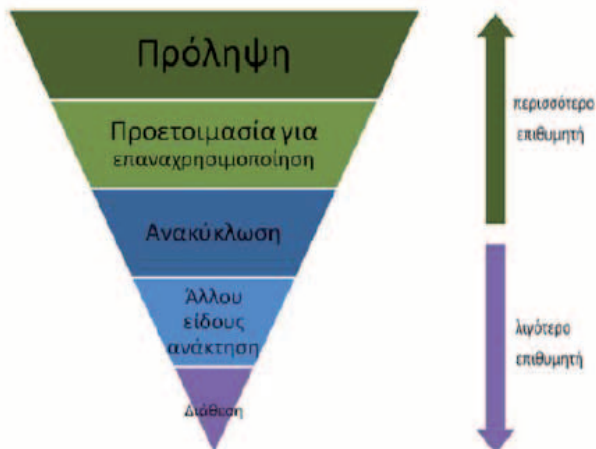 Πρόληψη
Προετοιμασία για
επαναχρησιμοποίηση
Ανακύκλωση
Άλλου
είδους
ανάκτηση
Διάθεση
περισσότερο
επιθυμητή
λιγότερο
επιθυμητή